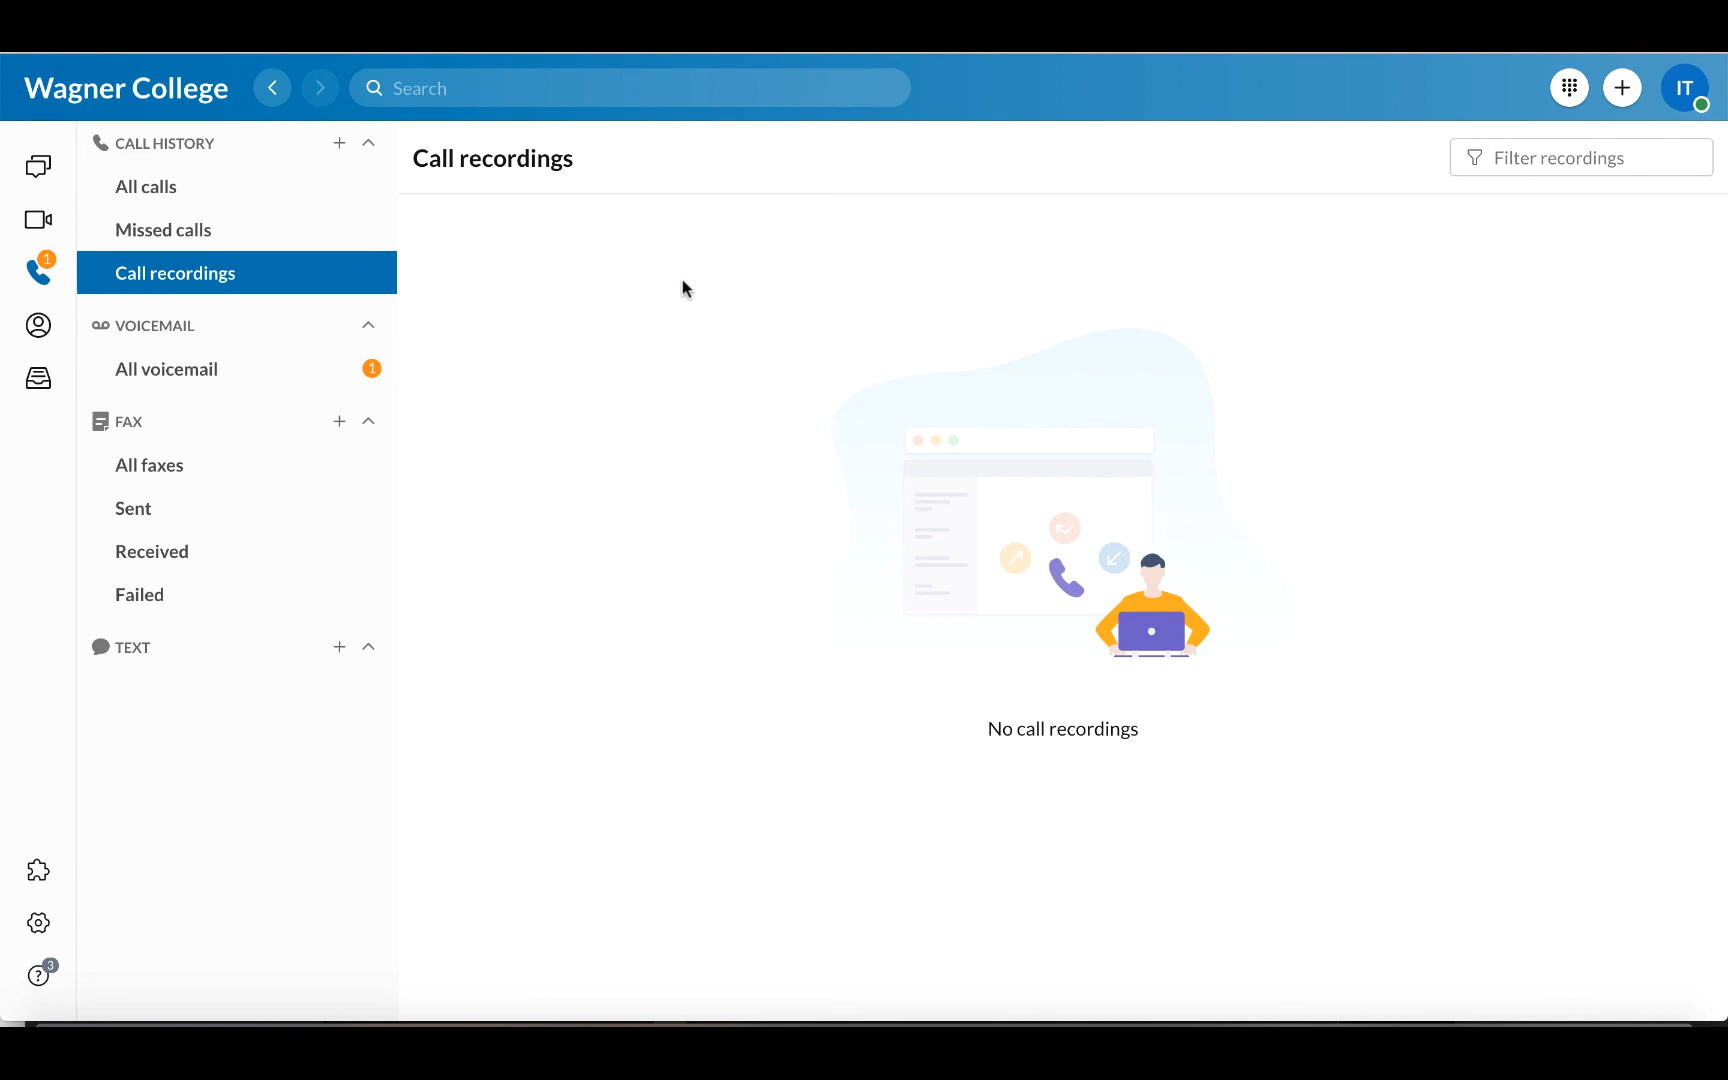 Wagner College
Search
IT
CALL HISTORY
All calls
Missed calls
Call recordings
1
VOICEMAIL
All voicemail
1
FAX
All faxes
Sent
Received
Failed
TEXT
3
?
Call recordings
Filter recordings
No call recordings